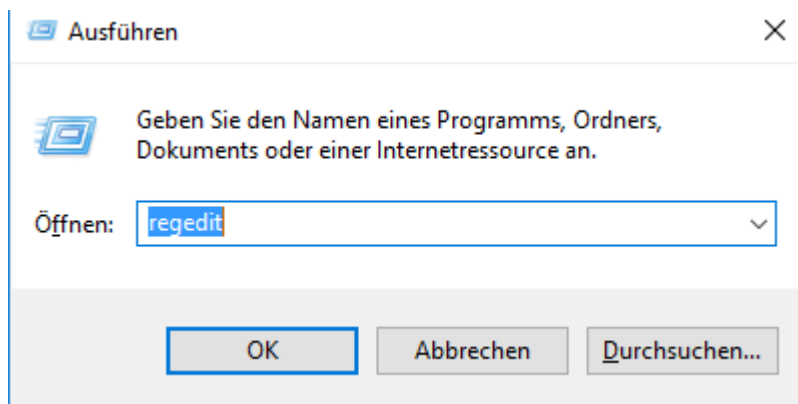 Ausführen
Geben Sie den Namen eines Programms, Ordners,
Dokuments oder einer Internetressource an.
Öffnen: regedit
OK Abbrechen Durchsuchen...